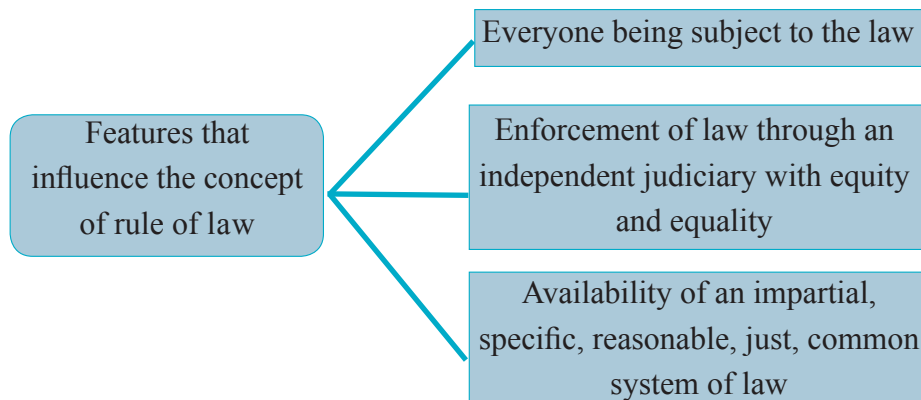 Features that
influence the concept
of rule of law
Everyone being subject to the law
Enforcement of law through an
independent judiciary with equity
and equality
Availability of an impartial,
specific, reasonable, just, common
system of law